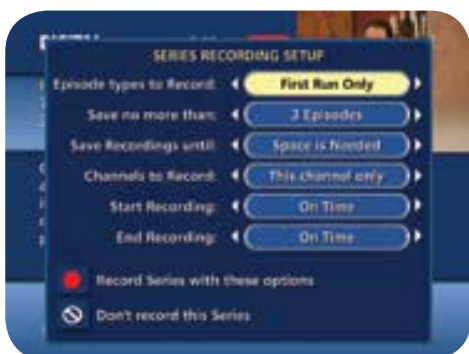 SERIES RECORDING SETUP
Episode types to Record: First Run Only
Save no more than: 3 Episodes
Save Recordings until: Space is Needed
Channels to Record: This channel only
Start Recording: On Time
End Recording: On Time
Record Series with these options
Don't record this Series